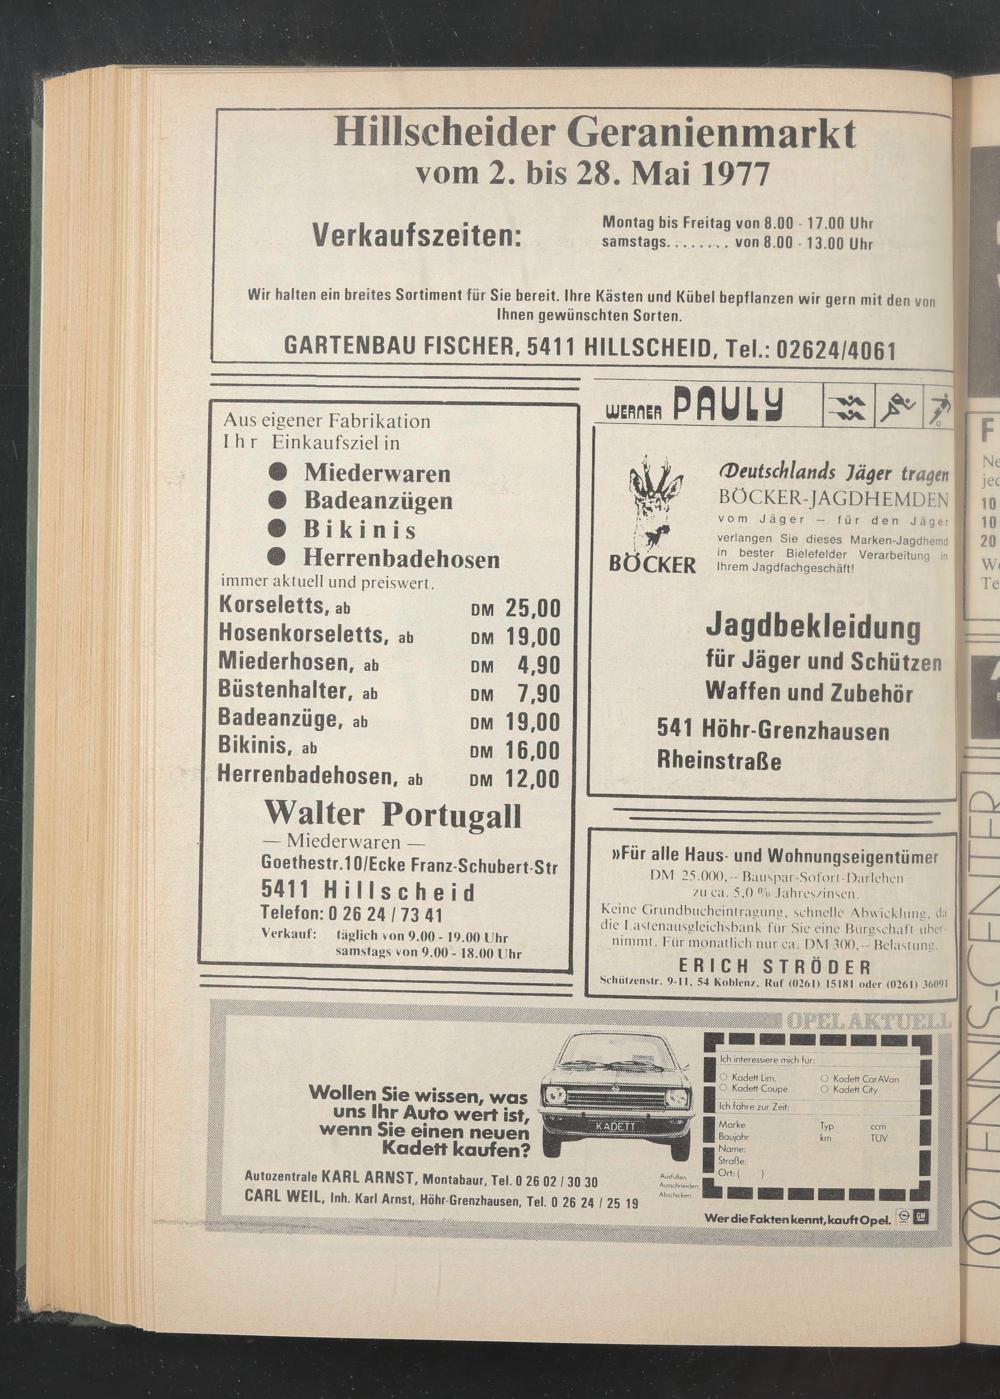 Hillscheider Geranienmarkt
vom 2. bis 28. Mai 1977
Verkaufszeiten:
Montag bis Freitag von 8.00 - 17.00 Uhr
samstags. . . . . . . . von 8.00 - 13.00 Uhr
Wir halten ein breites Sortiment für Sie bereit. Ihre Kästen und Kübel bepflanzen wir gern mit den von
Ihnen gewünschten Sorten.
GARTENBAU FISCHER, 5411 HILLSCHEID, Tel.: 02624/4061
Aus eigener Fabrikation
Ihr Einkaufsziel in
● Miederwaren
● Badeanzügen
● Bikinis
● Herrenbadehosen
immer aktuell und preiswert.
Korseletts, ab DM 25,00
Hosenkorseletts, ab DM 19,00
Miederhosen, ab DM 4,90
Büstenhalter, ab DM 7,90
Badeanzüge, ab DM 19,00
Bikinis, ab DM 16,00
Herrenbadehosen, ab DM 12,00
Walter Portugall
— Miederwaren —
Goethestr.10/Ecke Franz-Schubert-Str
5411 Hillscheid
Telefon: 0 26 24 / 73 41
Verkauf: täglich von 9.00 - 19.00 Uhr
samstags von 9.00 - 18.00 Uhr
WERNER PAULY
Deutschlands Jäger tragen
BÖCKER-JAGDHEMDEN
vom Jäger – für den Jäger
verlangen Sie dieses Marken-Jagdhemd
in bester Bielefelder Verarbeitung in
Ihrem Jagdfachgeschäft!
BÖCKER
Jagdbekleidung
für Jäger und Schützen
Waffen und Zubehör
541 Höhr-Grenzhausen
Rheinstraße
»Für alle Haus- und Wohnungseigentümer
DM 25.000,-- Bauspar-Sofort-Darlehen
zu ca. 5,0 % Jahreszinsen.
Keine Grundbucheintragung, schnelle Abwicklung, da
die Lastenausgleichsbank für Sie eine Bürgschaft über-
nimmt. Für monatlich nur ca. DM 300,-- Belastung.
ERICH STRÖDER
Schützenstr. 9-11, 54 Koblenz, Ruf (0261) 15181 oder (0261) 36091
OPEL AKTUELL
Wollen Sie wissen, was
uns Ihr Auto wert ist,
wenn Sie einen neuen
Kadett kaufen?
KADETT
Autozentrale KARL ARNST, Montabaur, Tel. 0 26 02 / 30 30
CARL WEIL, Inh. Karl Arnst, Höhr-Grenzhausen, Tel. 0 26 24 / 25 19
Ich interessiere mich für:
○ Kadett Lim. ○ Kadett CarAVan
○ Kadett Coupé ○ Kadett City
Ich fahre zur Zeit:
Marke Typ ccm
Baujahr km TÜV
Name:
Straße:
Ort: ( )
Ausfüllen.
Ausschneiden.
Abschicken.
Wer die Fakten kennt, kauft Opel.
GM
F
Ne
jed
10
10
20
We
Te
TENNIS-CENTER